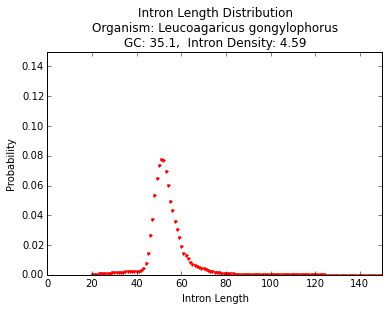 Intron Length Distribution
Organism: Leucoagaricus gongylophorus
GC: 35.1,  Intron Density: 4.59
0.14
0.12
0.10
0.08
0.06
0.04
0.02
0.00
Probability
0 20 40 60 80 100 120 140
Intron Length